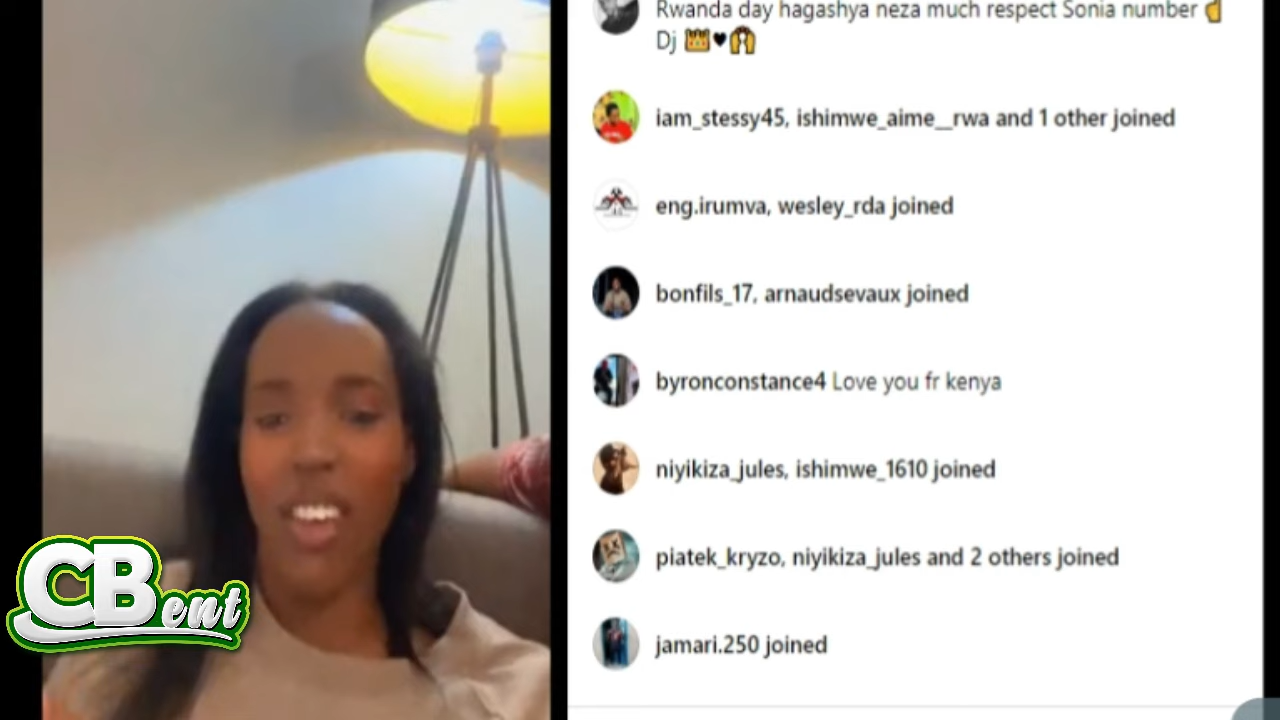 Rwanda day hagashya neza much respect Sonia number ☝
Dj 👑♥🙌
iam_stessy45, ishimwe_aime__rwa and 1 other joined
eng.irumva, wesley_rda joined
bonfils_17, arnaudsevaux joined
byronconstance4 Love you fr kenya
niyikiza_jules, ishimwe_1610 joined
piatek_kryzo, niyikiza_jules and 2 others joined
jamari.250 joined
CB ent